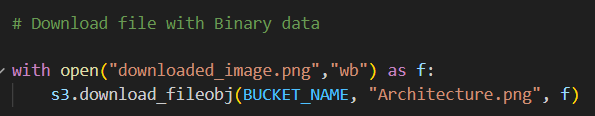 # Download file with Binary data
with open("downloaded_image.png","wb") as f:
    s3.download_fileobj(BUCKET_NAME, "Architecture.png", f)